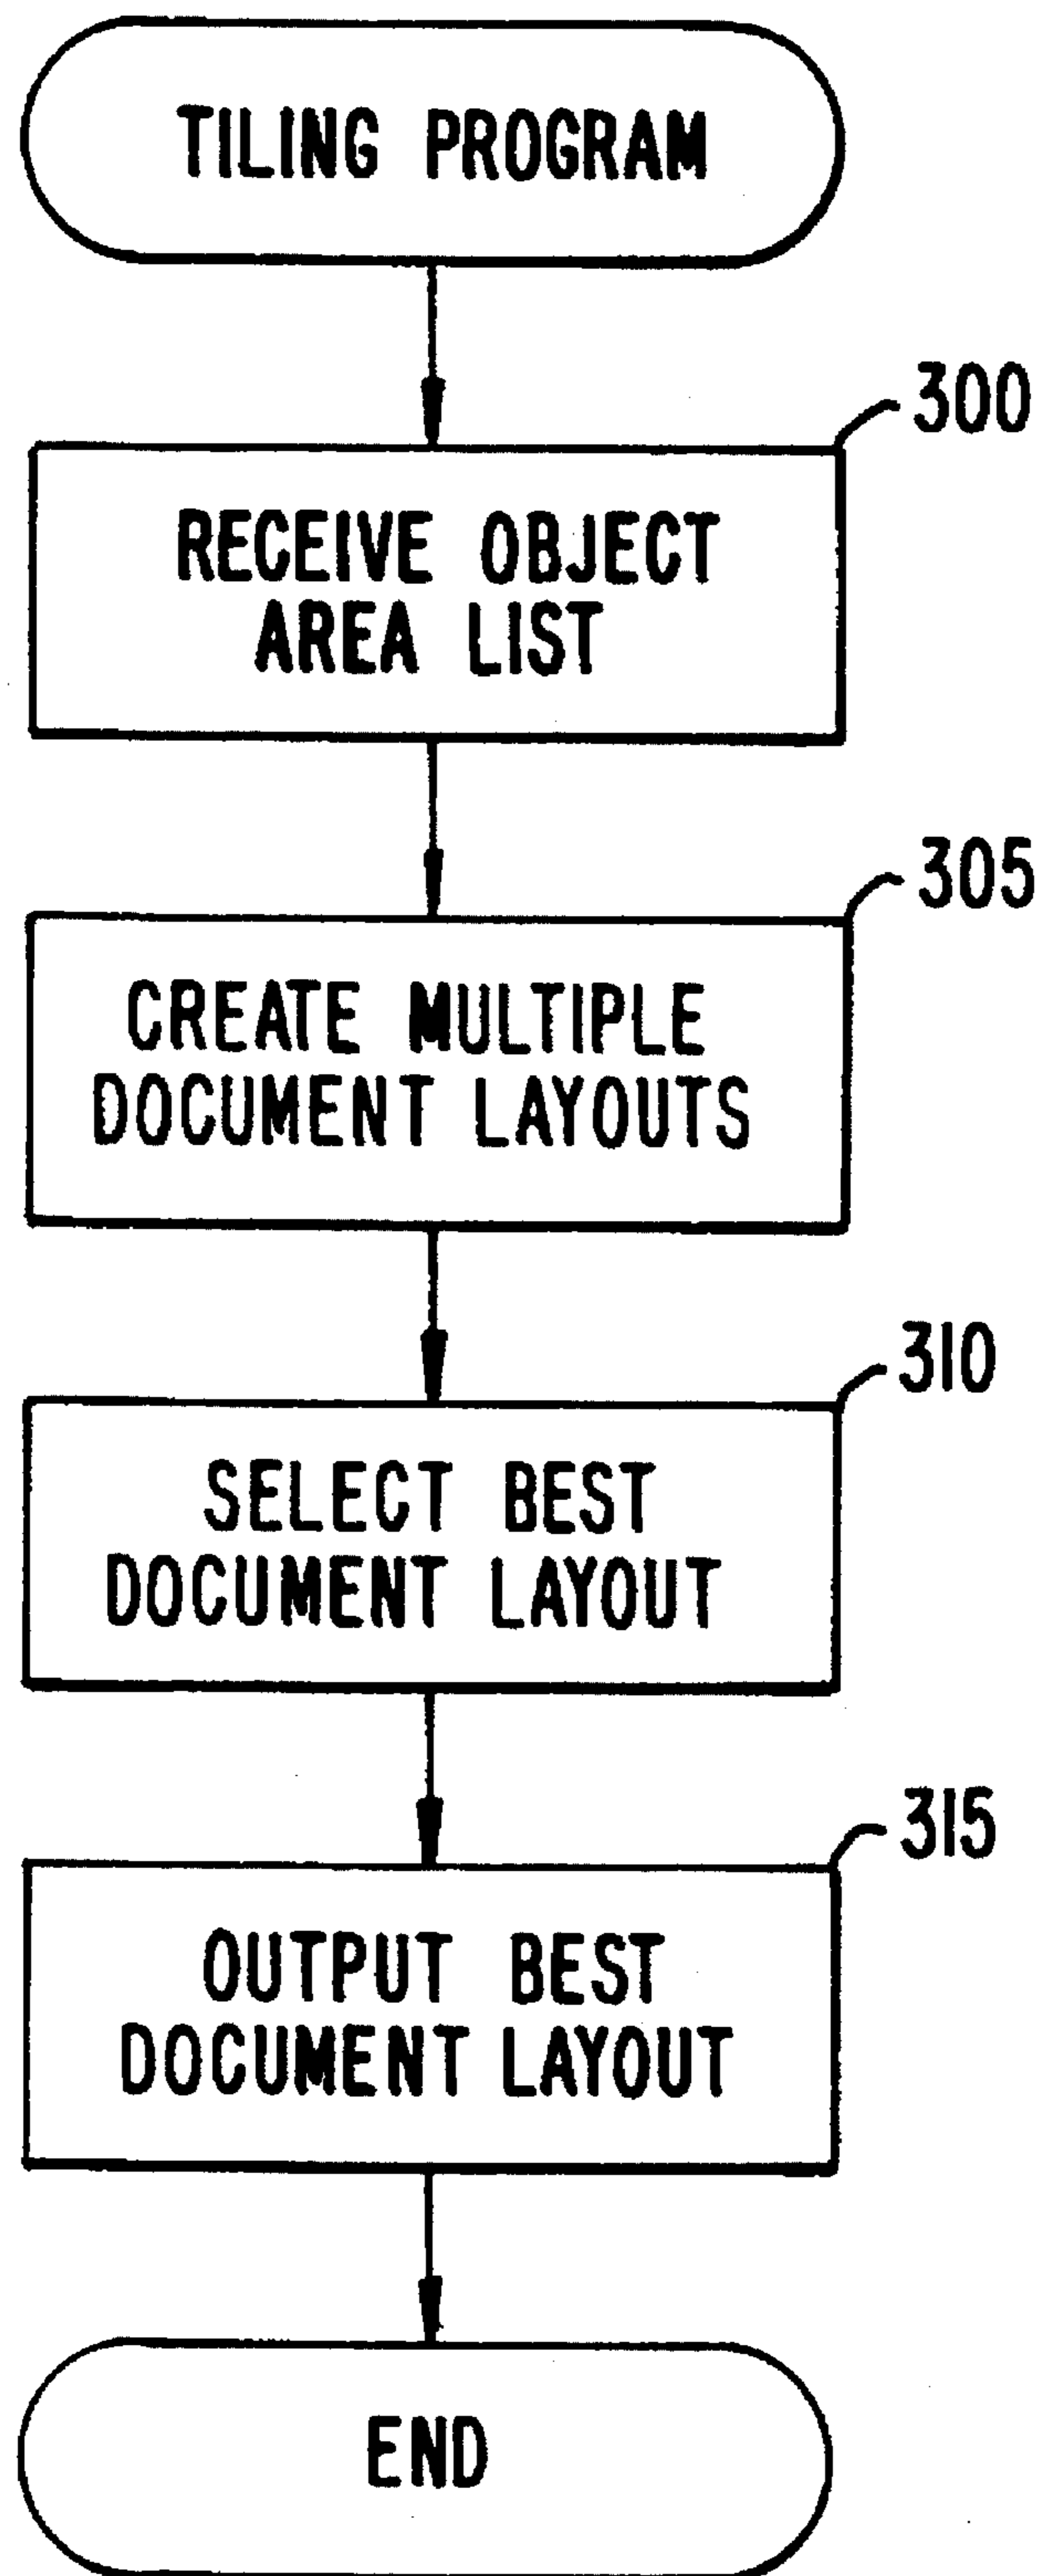 TILING PROGRAM
300
RECEIVE OBJECT
AREA LIST
305
CREATE MULTIPLE
DOCUMENT LAYOUTS
310
SELECT BEST
DOCUMENT LAYOUT
315
OUTPUT BEST
DOCUMENT LAYOUT
END